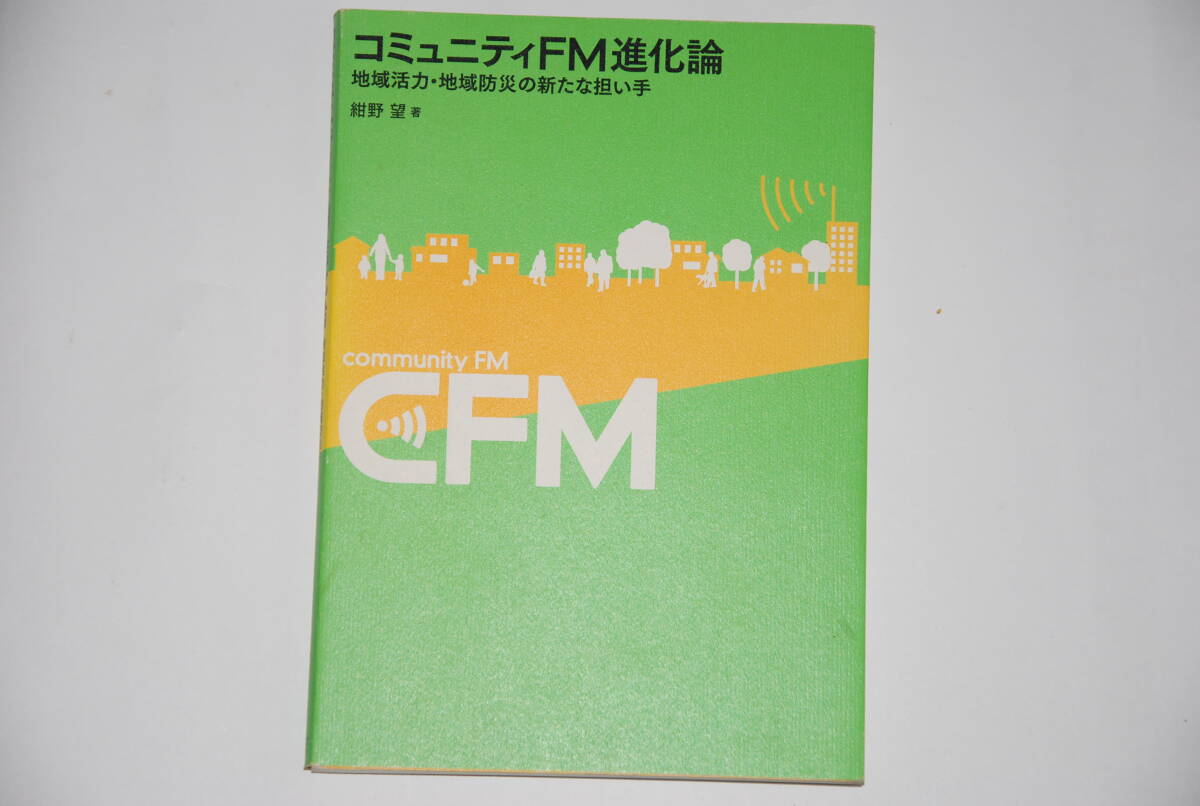 コミュニティFM進化論
地域活力・地域防災の新たな担い手
紺野 望 著
community FM
CFM